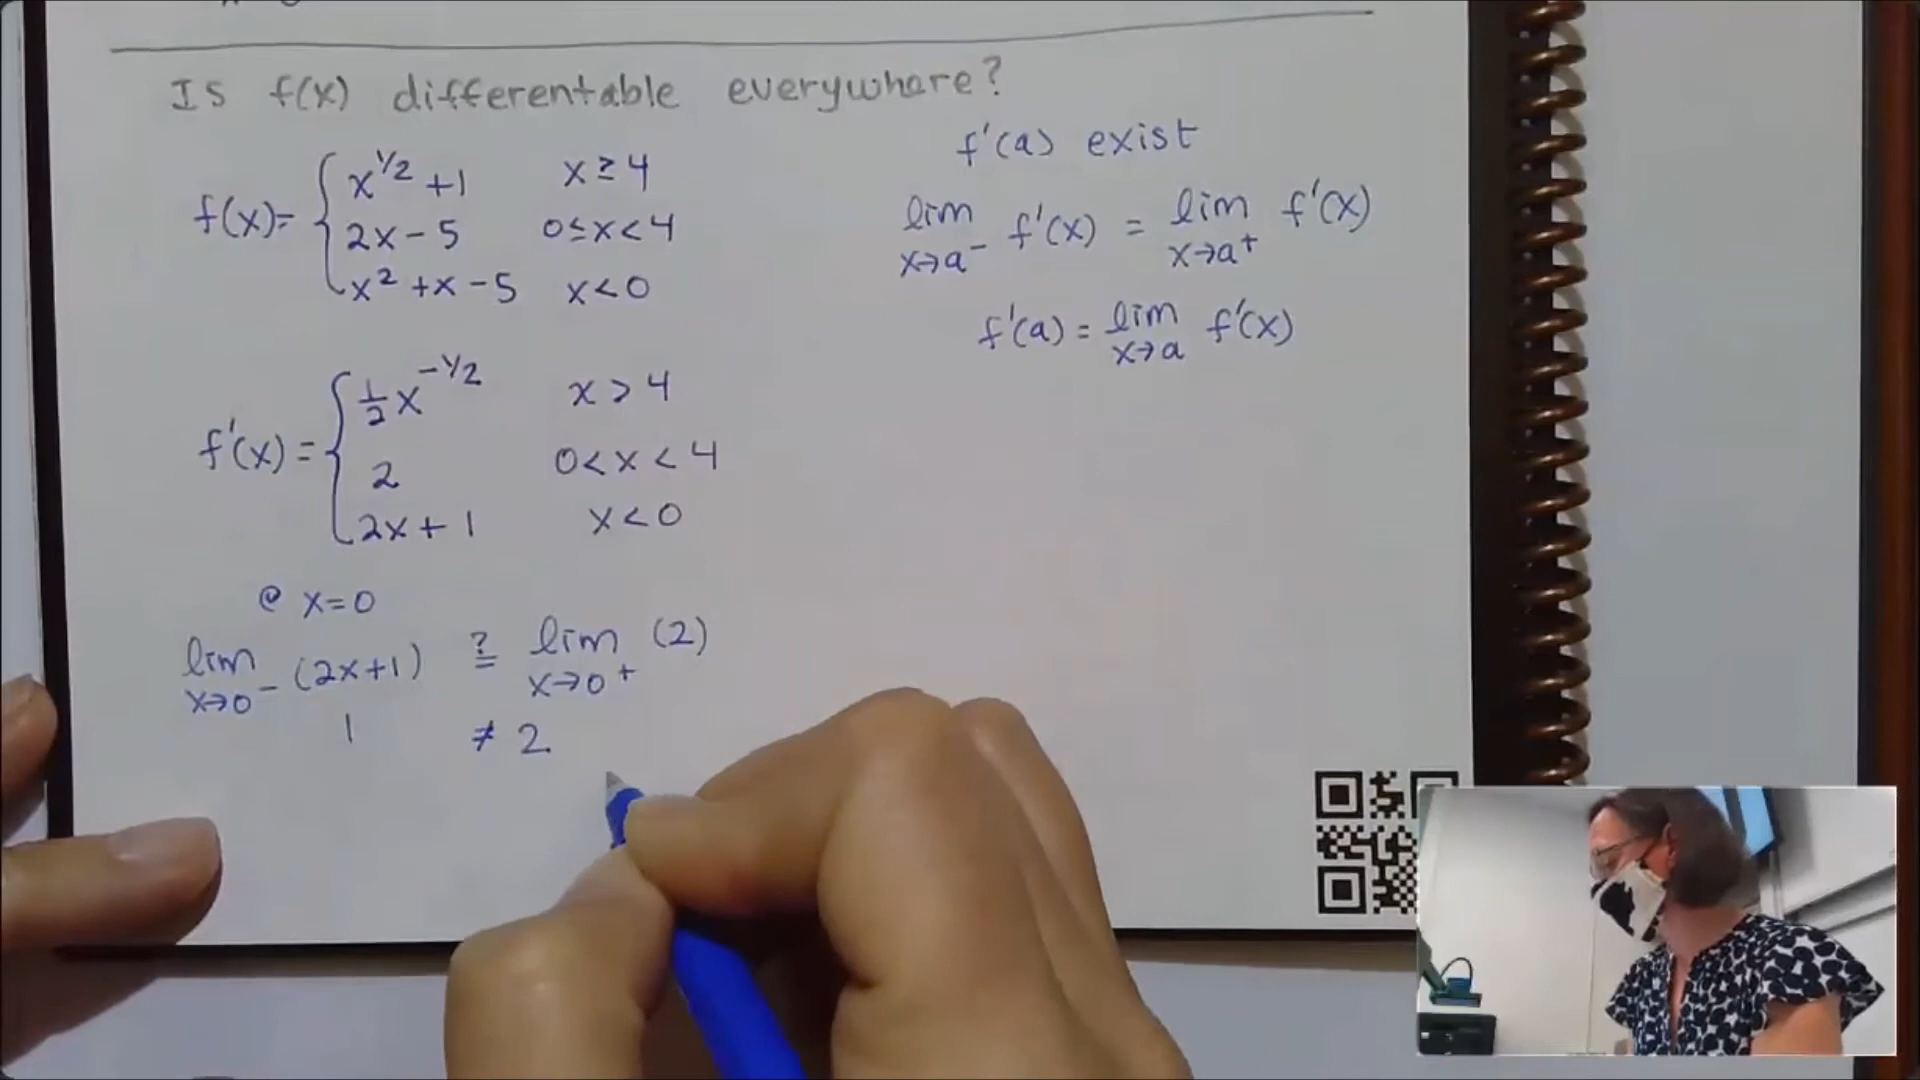 Is f(x) differentable everywhere?
f(x)= { x^1/2 +1    x ≥ 4
2x - 5    0 ≤ x < 4
x² + x - 5    x < 0
f'(x) = { 1/2 x^-1/2    x > 4
2    0 < x < 4
2x + 1    x < 0
@ x=0
lim x→0⁻ (2x+1) ≟ lim x→0⁺ (2)
1 ≠ 2
f'(a) exist
lim x→a⁻ f'(x) = lim x→a⁺ f'(x)
f'(a) = lim x→a f'(x)